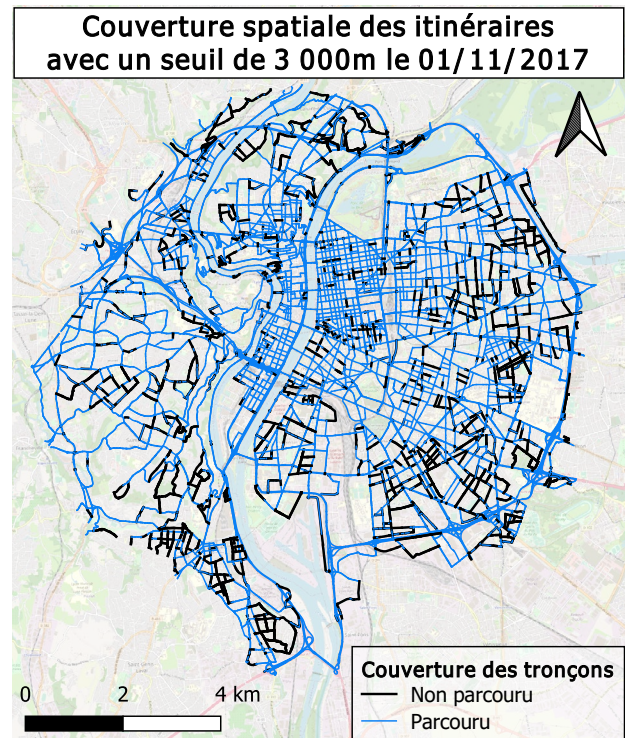 Couverture spatiale des itinéraires
avec un seuil de 3 000m le 01/11/2017
0 2 4 km
Couverture des tronçons
Non parcouru
Parcouru